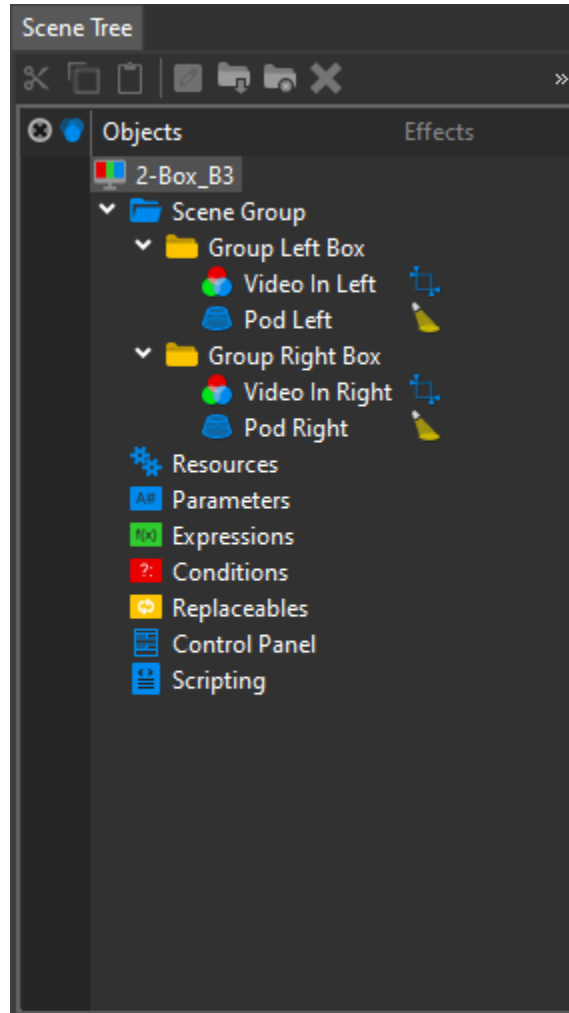 Scene Tree
»
Objects Effects
2-Box_B3
Scene Group
Group Left Box
Video In Left
Pod Left
Group Right Box
Video In Right
Pod Right
Resources
A# Parameters
f(x) Expressions
?: Conditions
Replaceables
Control Panel
Scripting